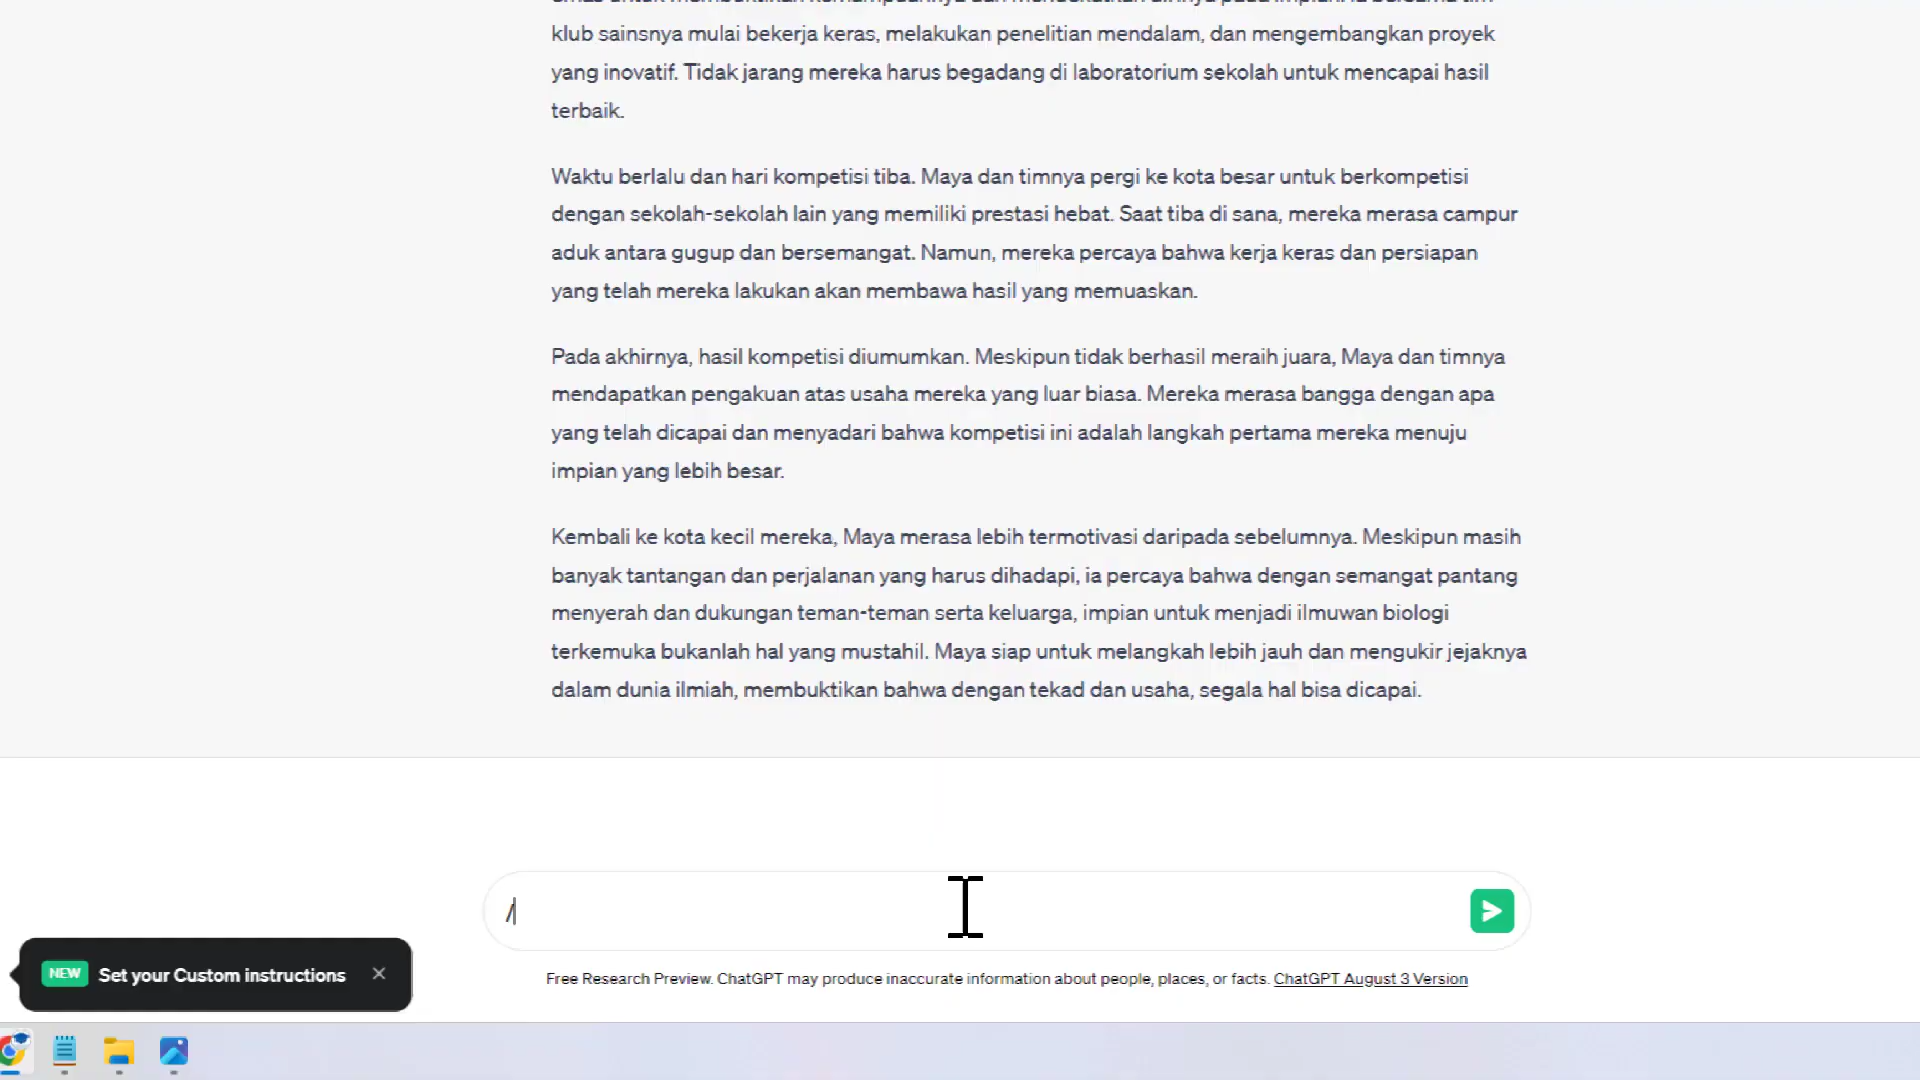 klub sainsnya mulai bekerja keras, melakukan penelitian mendalam, dan mengembangkan proyek
yang inovatif. Tidak jarang mereka harus begadang di laboratorium sekolah untuk mencapai hasil
terbaik.
Waktu berlalu dan hari kompetisi tiba. Maya dan timnya pergi ke kota besar untuk berkompetisi
dengan sekolah-sekolah lain yang memiliki prestasi hebat. Saat tiba di sana, mereka merasa campur
aduk antara gugup dan bersemangat. Namun, mereka percaya bahwa kerja keras dan persiapan
yang telah mereka lakukan akan membawa hasil yang memuaskan.
Pada akhirnya, hasil kompetisi diumumkan. Meskipun tidak berhasil meraih juara, Maya dan timnya
mendapatkan pengakuan atas usaha mereka yang luar biasa. Mereka merasa bangga dengan apa
yang telah dicapai dan menyadari bahwa kompetisi ini adalah langkah pertama mereka menuju
impian yang lebih besar.
Kembali ke kota kecil mereka, Maya merasa lebih termotivasi daripada sebelumnya. Meskipun masih
banyak tantangan dan perjalanan yang harus dihadapi, ia percaya bahwa dengan semangat pantang
menyerah dan dukungan teman-teman serta keluarga, impian untuk menjadi ilmuwan biologi
terkemuka bukanlah hal yang mustahil. Maya siap untuk melangkah lebih jauh dan mengukir jejaknya
dalam dunia ilmiah, membuktikan bahwa dengan tekad dan usaha, segala hal bisa dicapai.
/
NEW Set your Custom instructions
Free Research Preview. ChatGPT may produce inaccurate information about people, places, or facts. ChatGPT August 3 Version